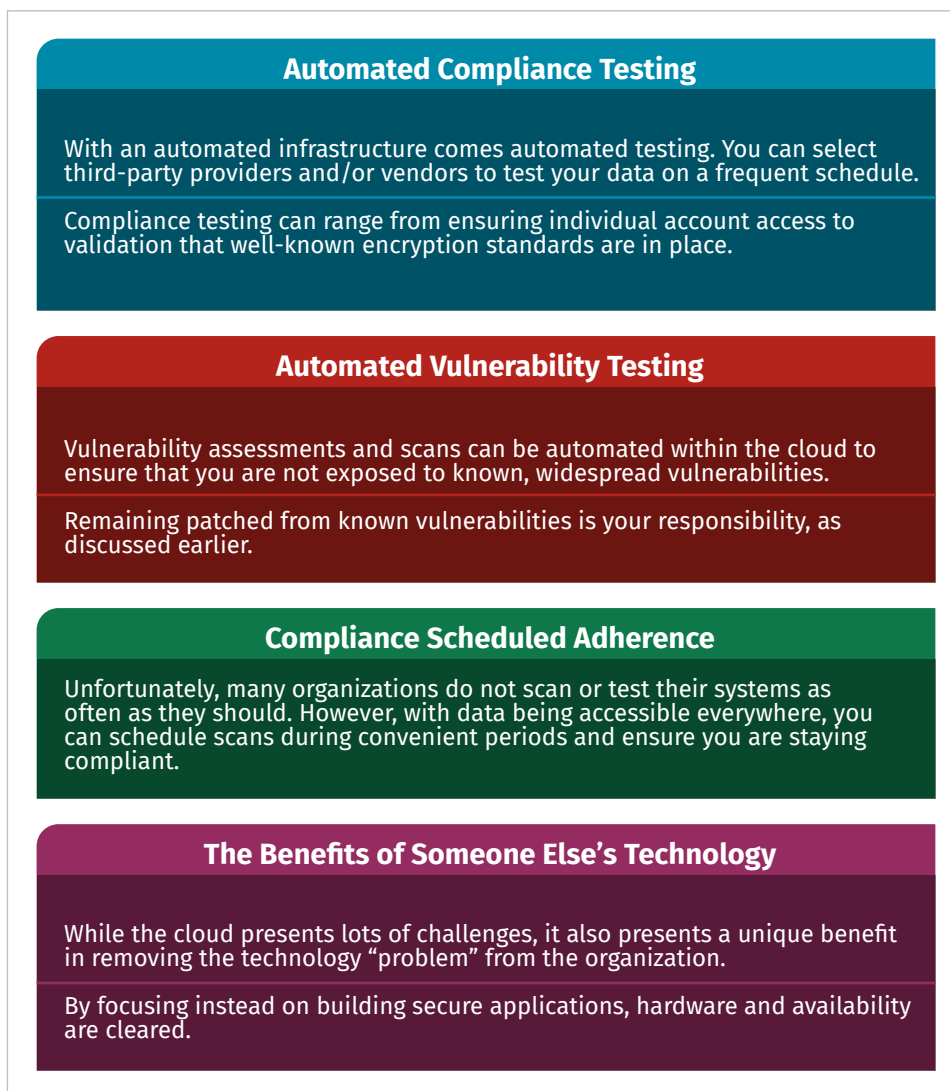 Automated Compliance Testing
With an automated infrastructure comes automated testing. You can select
third-party providers and/or vendors to test your data on a frequent schedule.
Compliance testing can range from ensuring individual account access to
validation that well-known encryption standards are in place.
Automated Vulnerability Testing
Vulnerability assessments and scans can be automated within the cloud to
ensure that you are not exposed to known, widespread vulnerabilities.
Remaining patched from known vulnerabilities is your responsibility, as
discussed earlier.
Compliance Scheduled Adherence
Unfortunately, many organizations do not scan or test their systems as
often as they should. However, with data being accessible everywhere, you
can schedule scans during convenient periods and ensure you are staying
compliant.
The Benefits of Someone Else’s Technology
While the cloud presents lots of challenges, it also presents a unique benefit
in removing the technology “problem” from the organization.
By focusing instead on building secure applications, hardware and availability
are cleared.